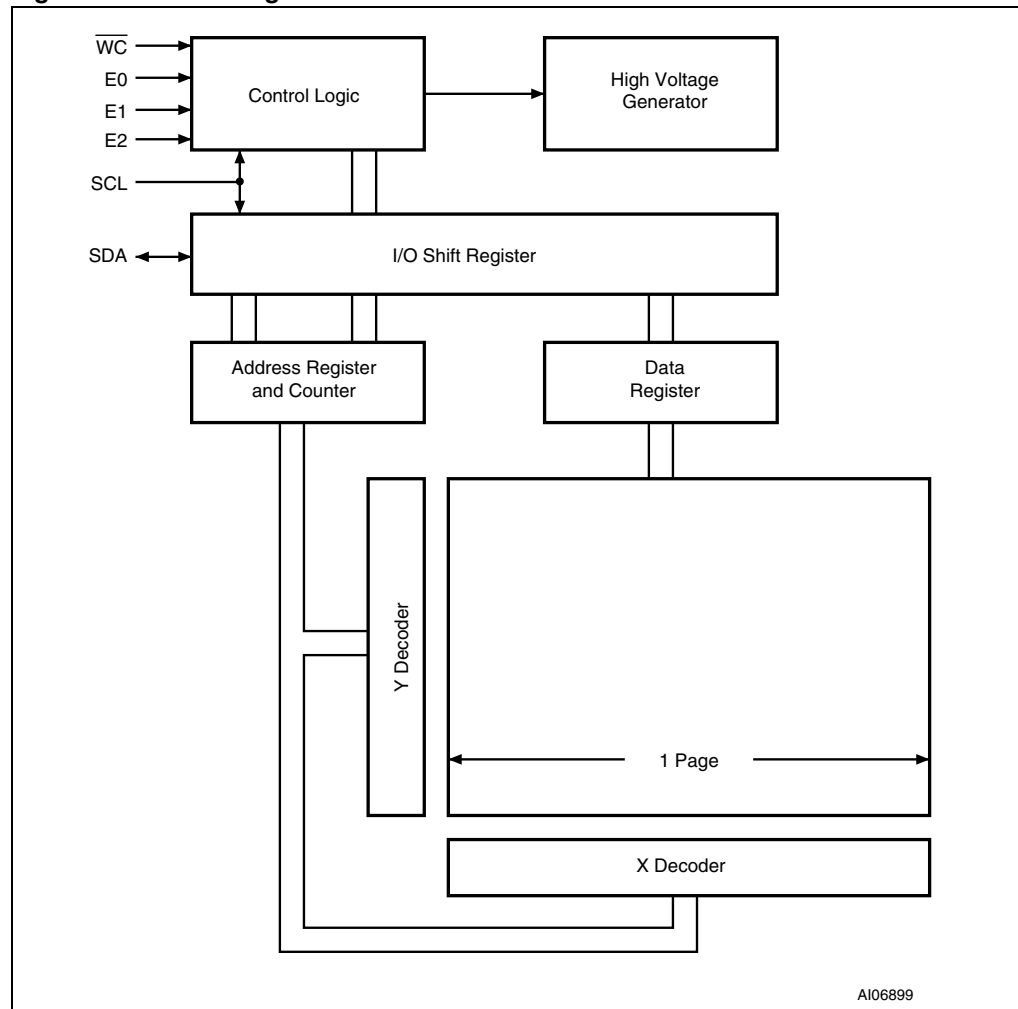 W̅C̅
E0
E1
E2
SCL
SDA
Control Logic
High Voltage
Generator
I/O Shift Register
Address Register
and Counter
Data
Register
Y Decoder
1 Page
X Decoder
AI06899